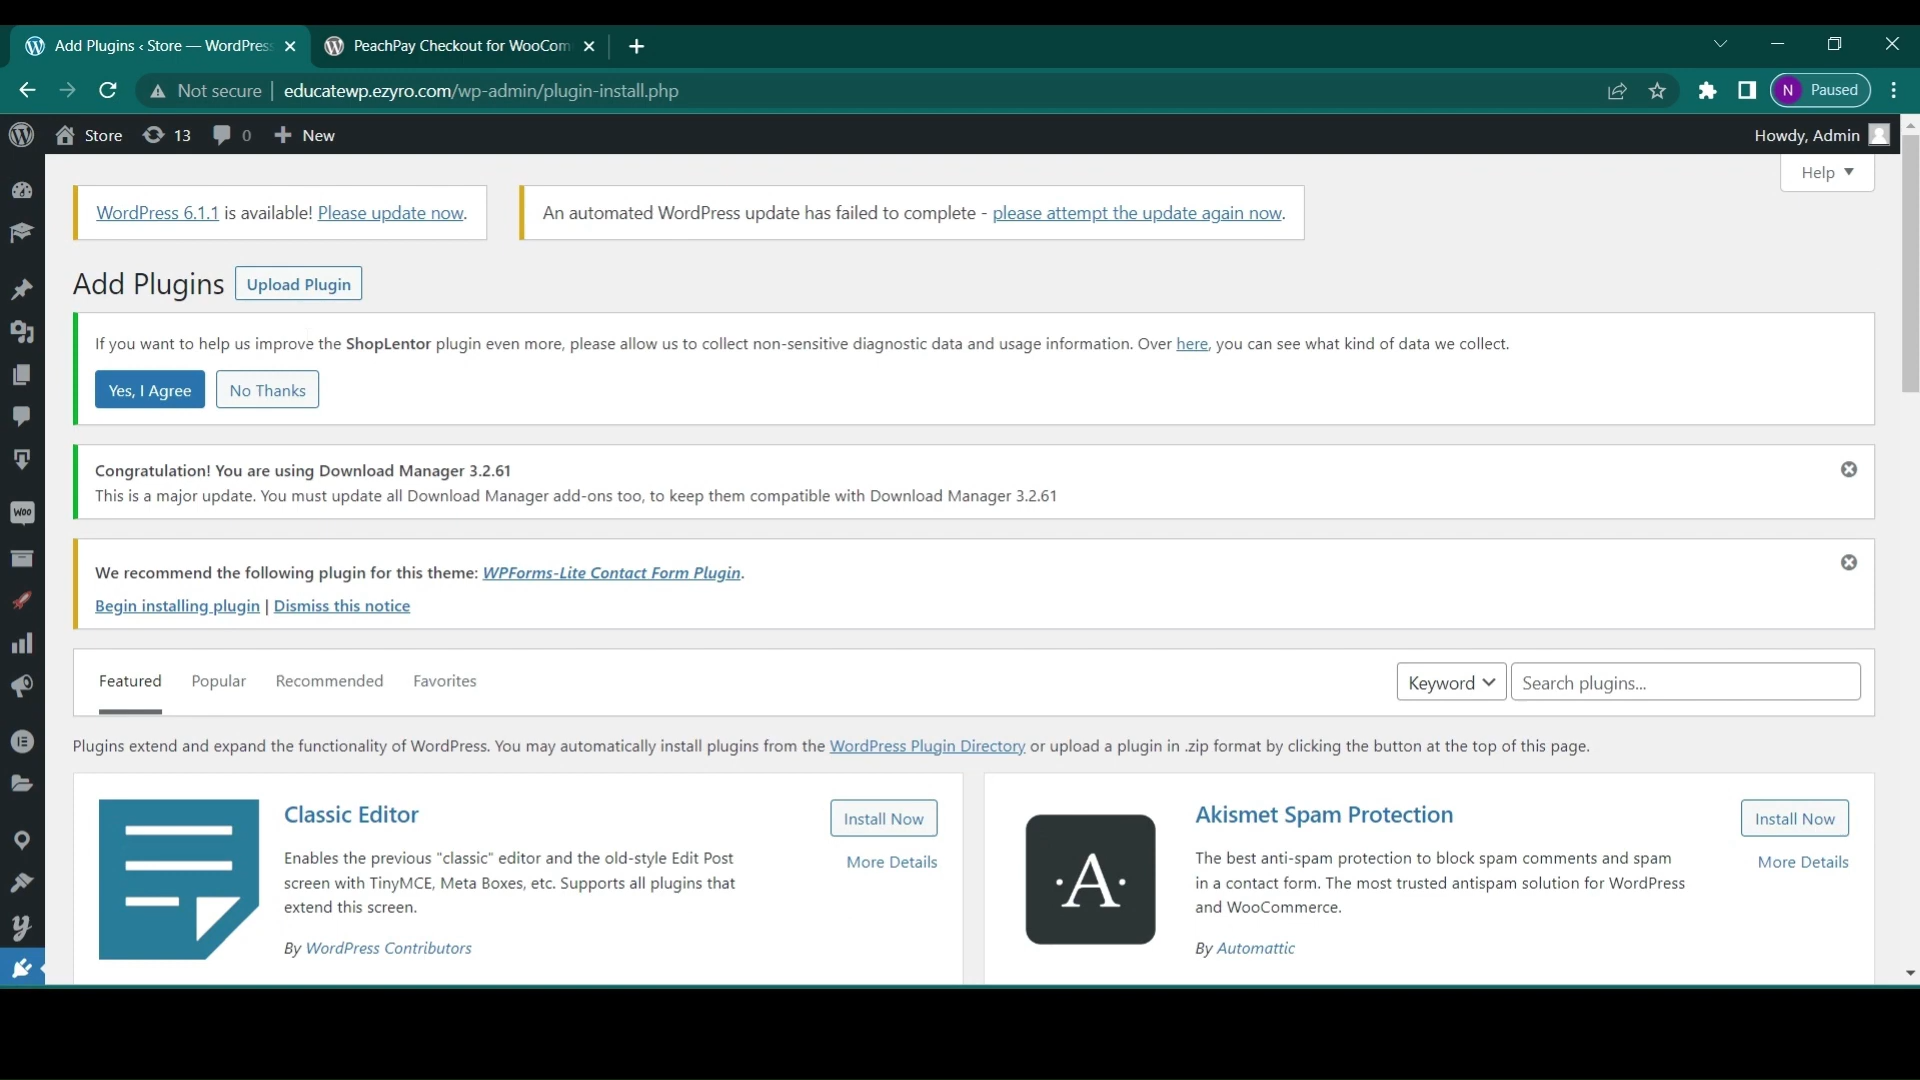 Add Plugins ‹ Store — WordPress
PeachPay Checkout for WooCom
Not secure
educatewp.ezyro.com/wp-admin/plugin-install.php
N
Paused
Store
13
0
New
Howdy, Admin
Help
WordPress 6.1.1 is available! Please update now.
An automated WordPress update has failed to complete - please attempt the update again now.
Add Plugins
Upload Plugin
If you want to help us improve the ShopLentor plugin even more, please allow us to collect non-sensitive diagnostic data and usage information. Over here, you can see what kind of data we collect.
Yes, I Agree
No Thanks
Congratulation! You are using Download Manager 3.2.61
This is a major update. You must update all Download Manager add-ons too, to keep them compatible with Download Manager 3.2.61
We recommend the following plugin for this theme: WPForms-Lite Contact Form Plugin.
Begin installing plugin | Dismiss this notice
Featured
Popular
Recommended
Favorites
Keyword
Search plugins...
Plugins extend and expand the functionality of WordPress. You may automatically install plugins from the WordPress Plugin Directory or upload a plugin in .zip format by clicking the button at the top of this page.
Classic Editor
Install Now
More Details
Enables the previous "classic" editor and the old-style Edit Post
screen with TinyMCE, Meta Boxes, etc. Supports all plugins that
extend this screen.
By WordPress Contributors
A
Akismet Spam Protection
Install Now
More Details
The best anti-spam protection to block spam comments and spam
in a contact form. The most trusted antispam solution for WordPress
and WooCommerce.
By Automattic
Woo